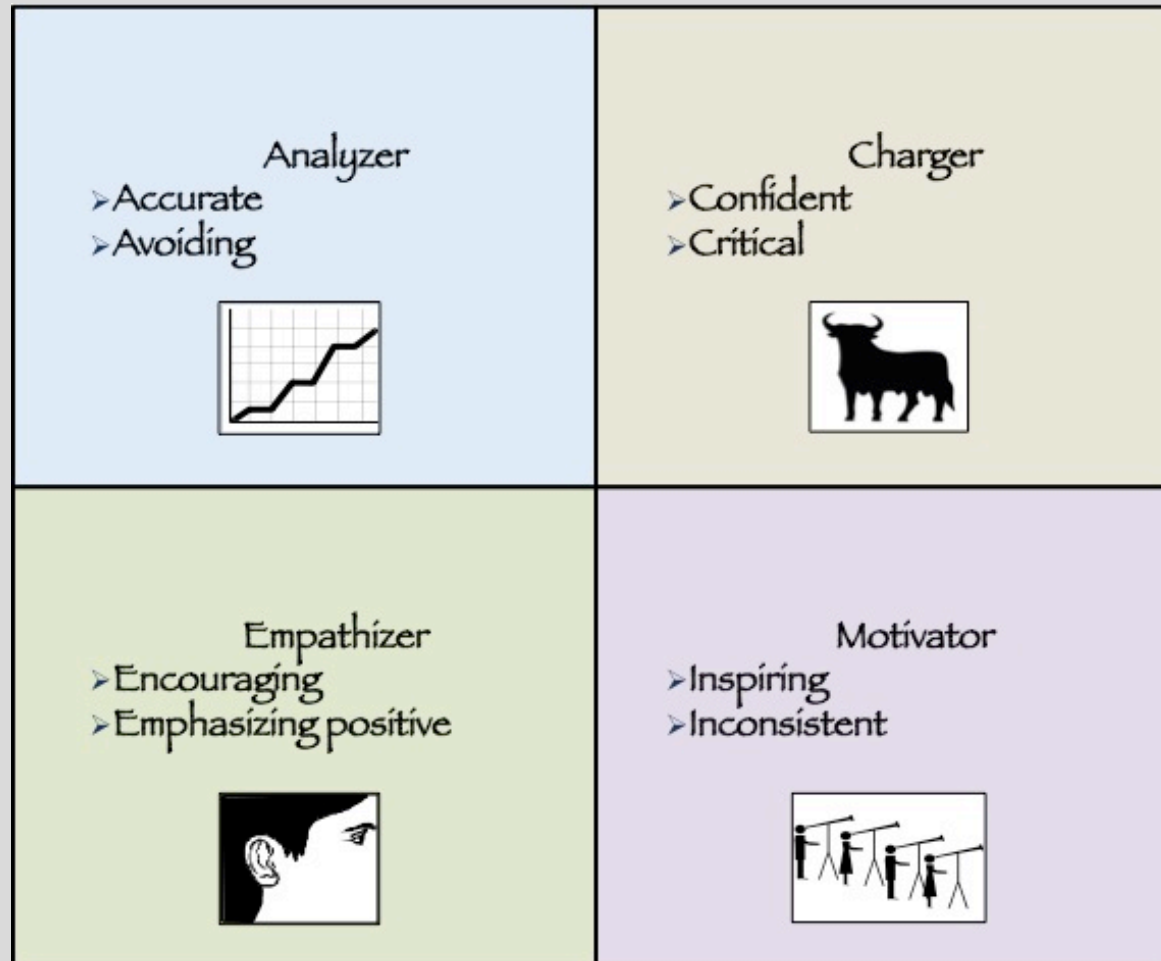 Analyzer
➢Accurate
➢Avoiding
Charger
➢Confident
➢Critical
Empathizer
➢Encouraging
➢Emphasizing positive
Motivator
➢Inspiring
➢Inconsistent